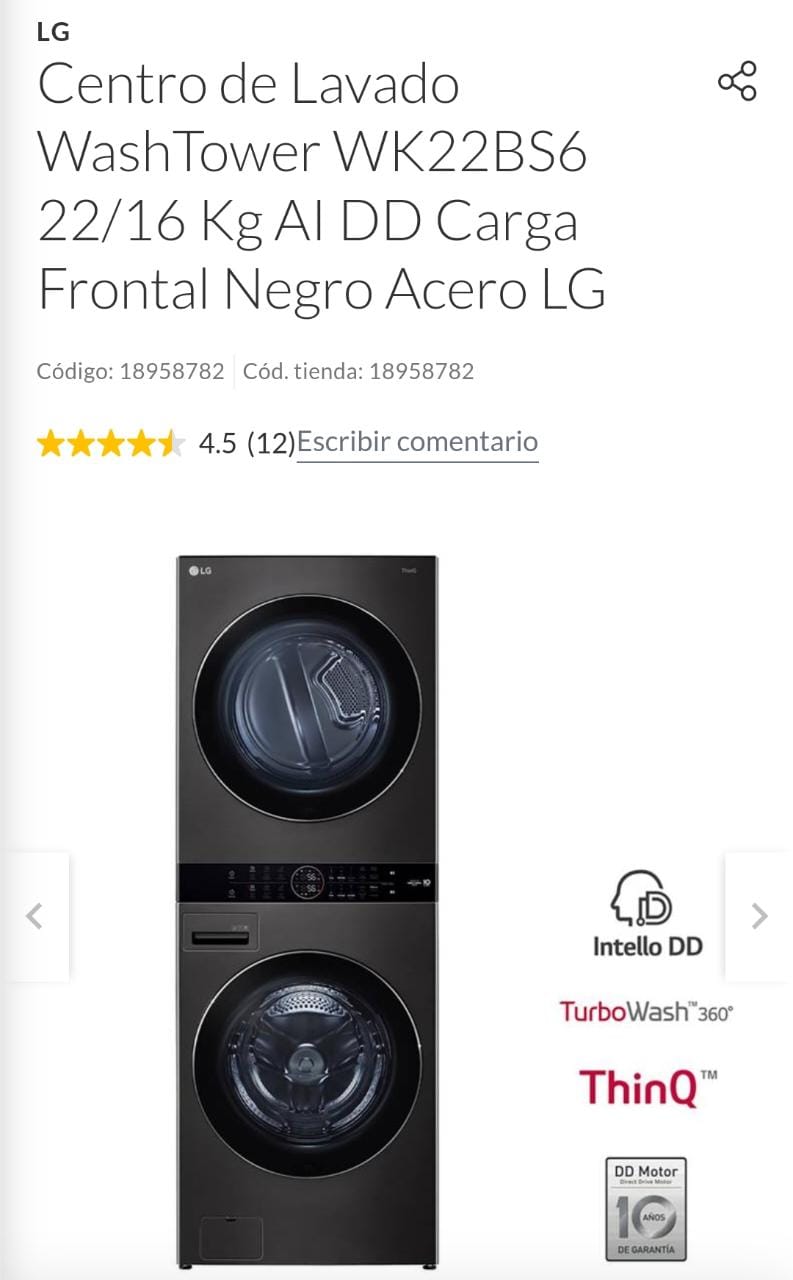 LG
Centro de Lavado
WashTower WK22BS6
22/16 Kg AI DD Carga
Frontal Negro Acero LG
Código: 18958782 Cód. tienda: 18958782
4.5 (12)Escribir comentario
LG ThinQ
Intello DD
TurboWash™360°
ThinQ™
DD Motor
Direct Drive Motor
10 AÑOS
DE GARANTÍA